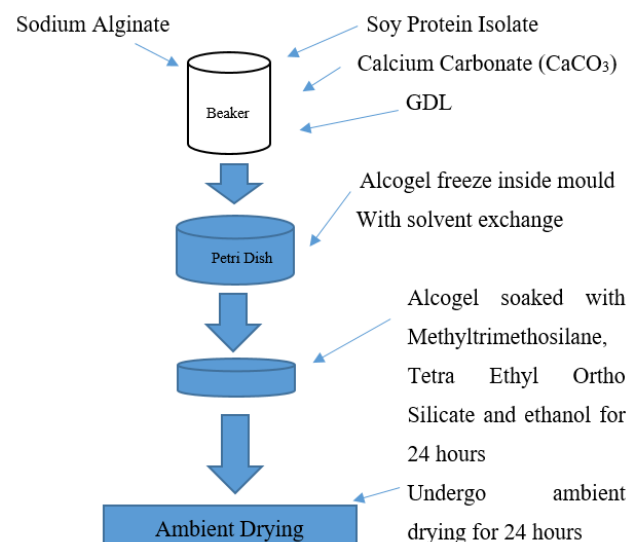 Sodium Alginate
Soy Protein Isolate
Calcium Carbonate (CaCO₃)
GDL
Beaker
Alcogel freeze inside mould
With solvent exchange
Petri Dish
Alcogel soaked with
Methyltrimethosilane,
Tetra Ethyl Ortho
Silicate and ethanol for
24 hours
Undergo ambient
drying for 24 hours
Ambient Drying